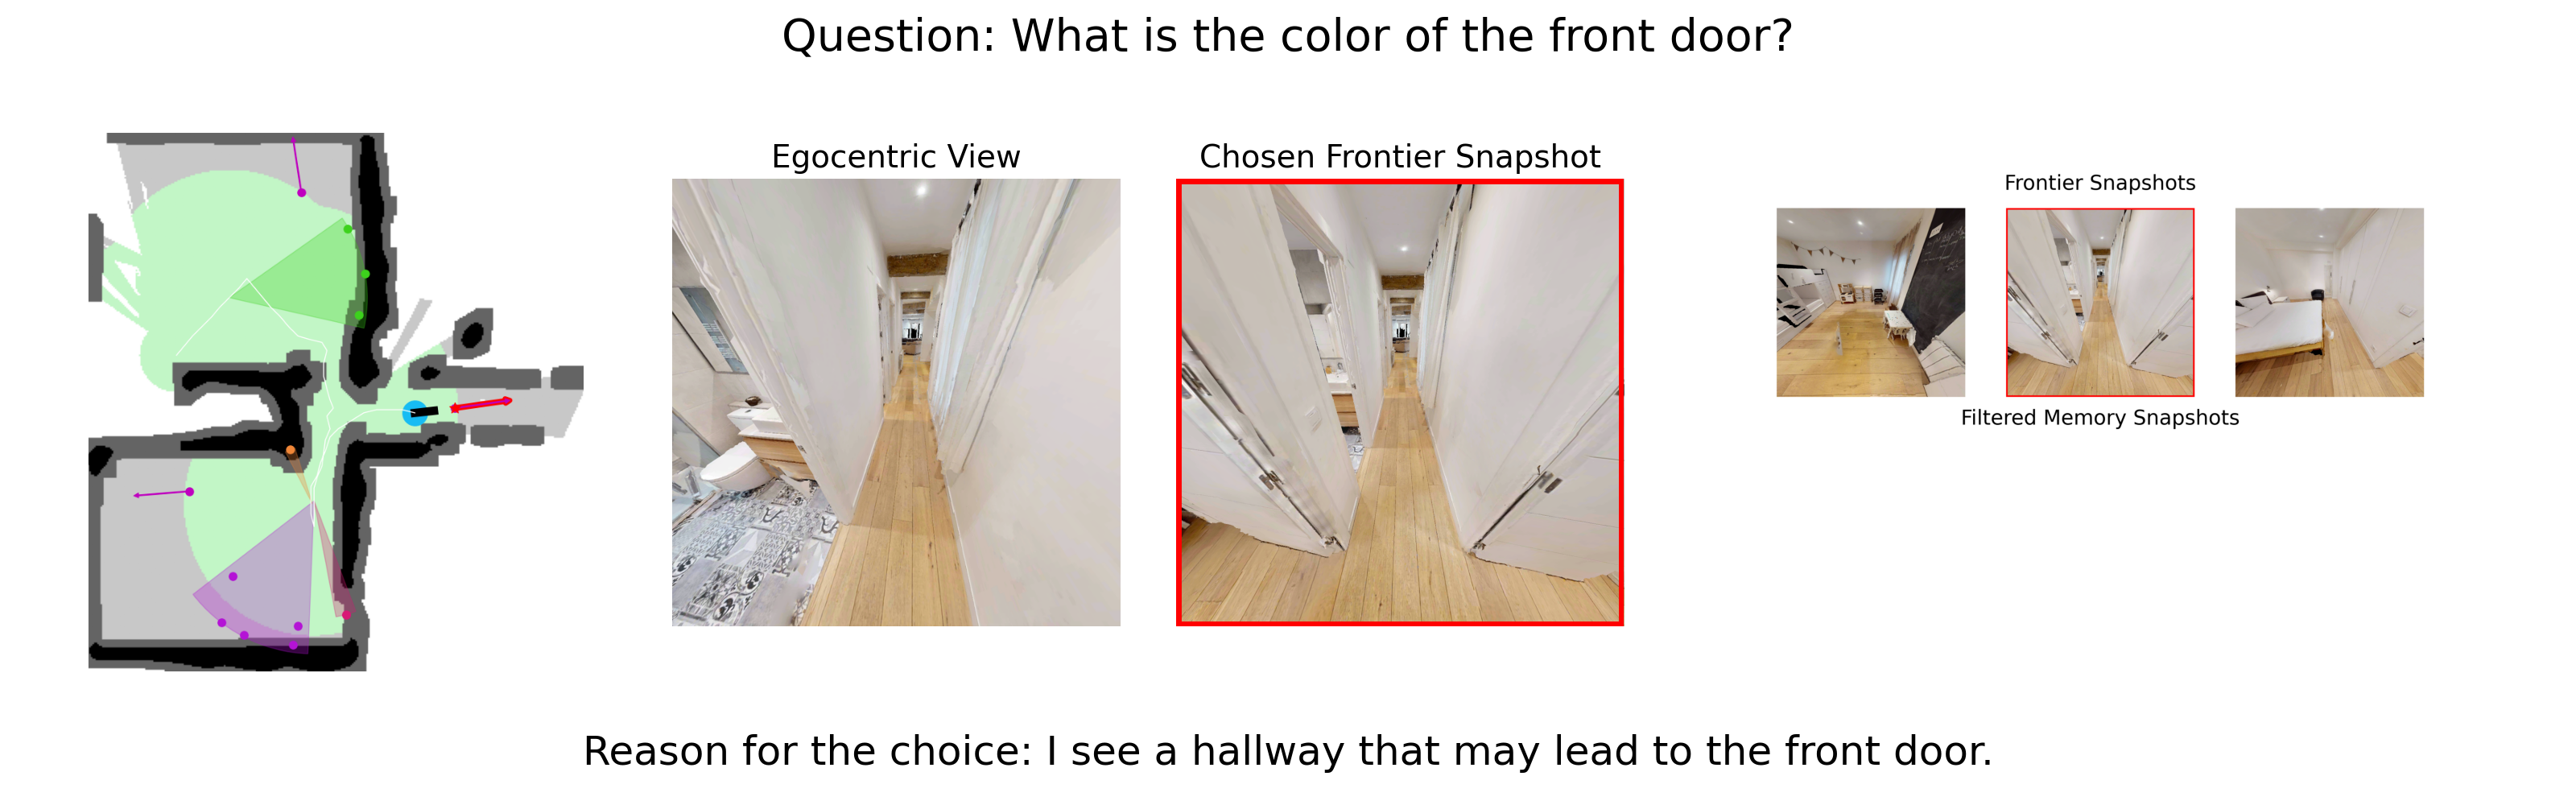 Question: What is the color of the front door?
Egocentric View
Chosen Frontier Snapshot
Frontier Snapshots
Filtered Memory Snapshots
Reason for the choice: I see a hallway that may lead to the front door.